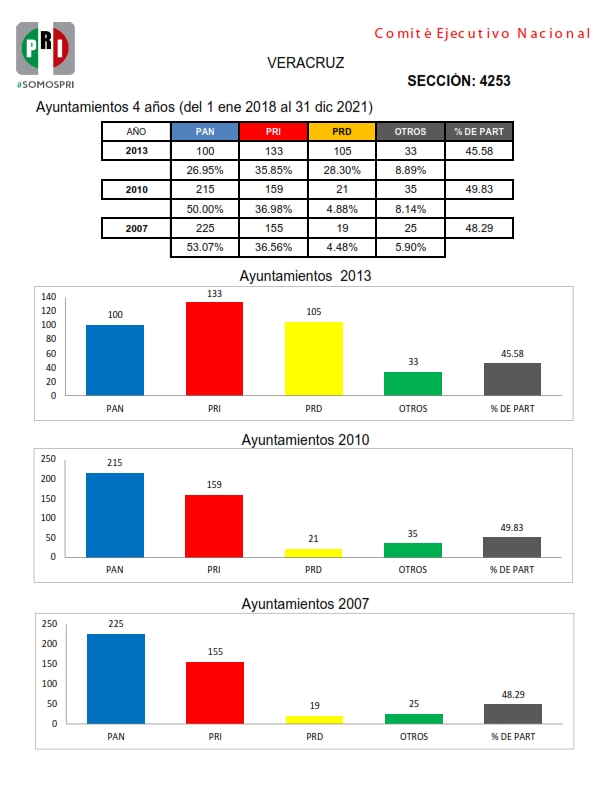 Comité Ejecutivo Nacional
PRI
#SOMOSPRI
VERACRUZ
SECCIÓN: 4253
Ayuntamientos 4 años (del 1 ene 2018 al 31 dic 2021)
AÑO PAN PRI PRD OTROS % DE PART
2013 100 133 105 33 45.58
26.95% 35.85% 28.30% 8.89%
2010 215 159 21 35 49.83
50.00% 36.98% 4.88% 8.14%
2007 225 155 19 25 48.29
53.07% 36.56% 4.48% 5.90%
Ayuntamientos 2013
140
120
100
80
60
40
20
0
100 133 105 33 45.58
PAN PRI PRD OTROS % DE PART
Ayuntamientos 2010
250
200
150
100
50
0
215 159 21 35 49.83
PAN PRI PRD OTROS % DE PART
Ayuntamientos 2007
250
200
150
100
50
0
225 155 19 25 48.29
PAN PRI PRD OTROS % DE PART